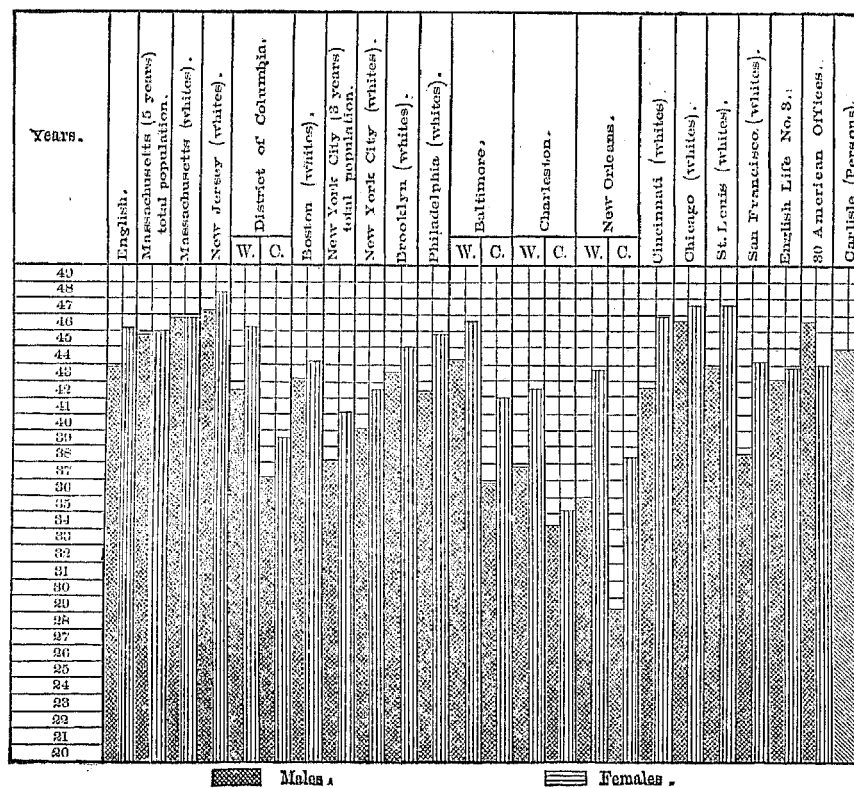 Years.
English.
Massachusetts (5 years)
total population.
Massachusetts (whites).
New Jersey (whites).
District of Columbia.
W. C.
Boston (whites).
New York City (3 years)
total population.
New York City (whites).
Brooklyn (whites).
Philadelphia (whites).
Baltimore.
W. C.
Charleston.
W. C.
New Orleans.
W. C.
Cincinnati (whites).
Chicago (whites).
St. Louis (whites).
San Francisco (whites).
English Life No. 3.
30 American Offices.
Carlisle (Persons).
49
48
47
46
45
44
43
42
41
40
39
38
37
36
35
34
33
32
31
30
29
28
27
26
25
24
23
22
21
20
Males.
Females.